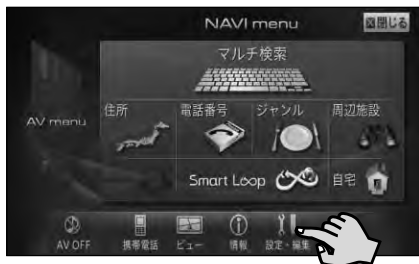 NAVI menu
閉じる
マルチ検索
AV menu
住所
電話番号
ジャンル
周辺施設
Smart Loop
自宅
AV OFF
携帯電話
ビュー
情報
設定・編集